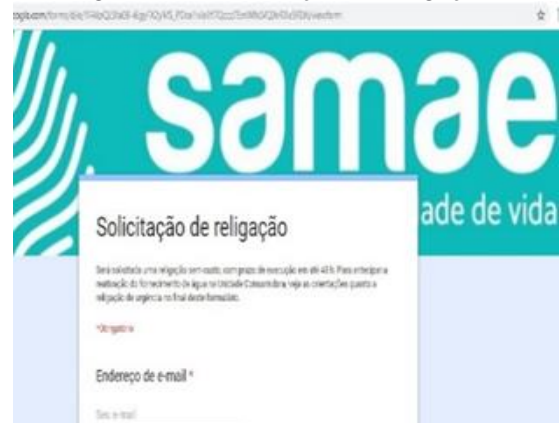 samae
ade de vida
Solicitação de religação
Será solicitada uma religação sem custo, com prazo de execução em até 48 h. Para antecipar a
realização do fornecimento de água na Unidade Consumidora, veja as orientações quanto a
religação de urgência no final deste formulário.
*Obrigatório
Endereço de e-mail *
Seu e-mail